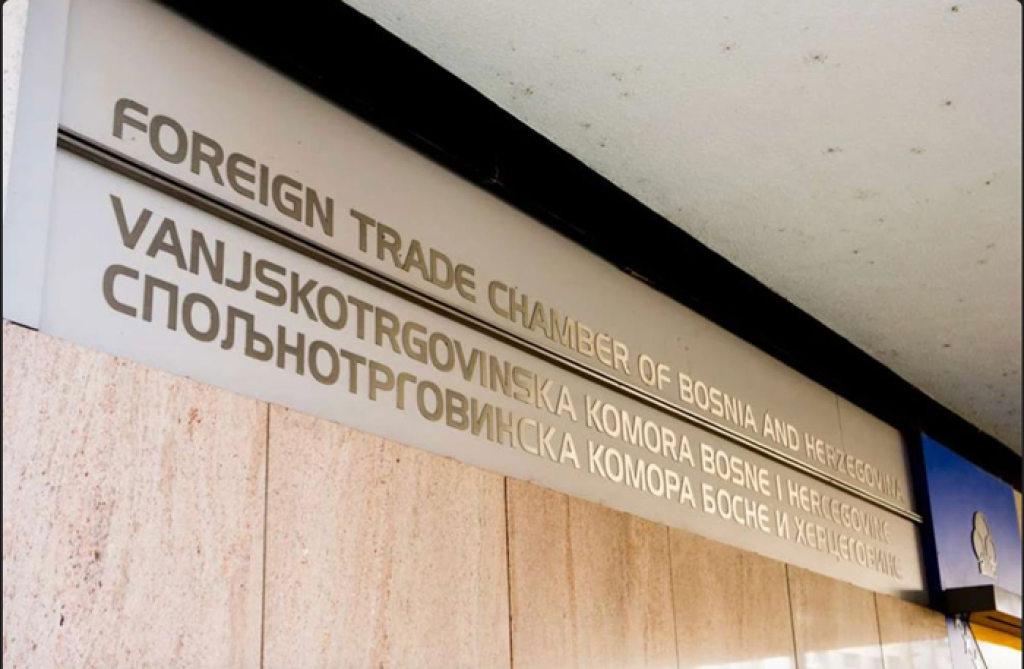 FOREIGN TRADE CHAMBER OF BOSNIA AND HERZEGOVINA
VANJSKOTRGOVINSKA KOMORA BOSNE I HERCEGOVINE
СПОЉНОТРГОВИНСКА КОМОРА БОСНЕ И ХЕРЦЕГОВИНЕ